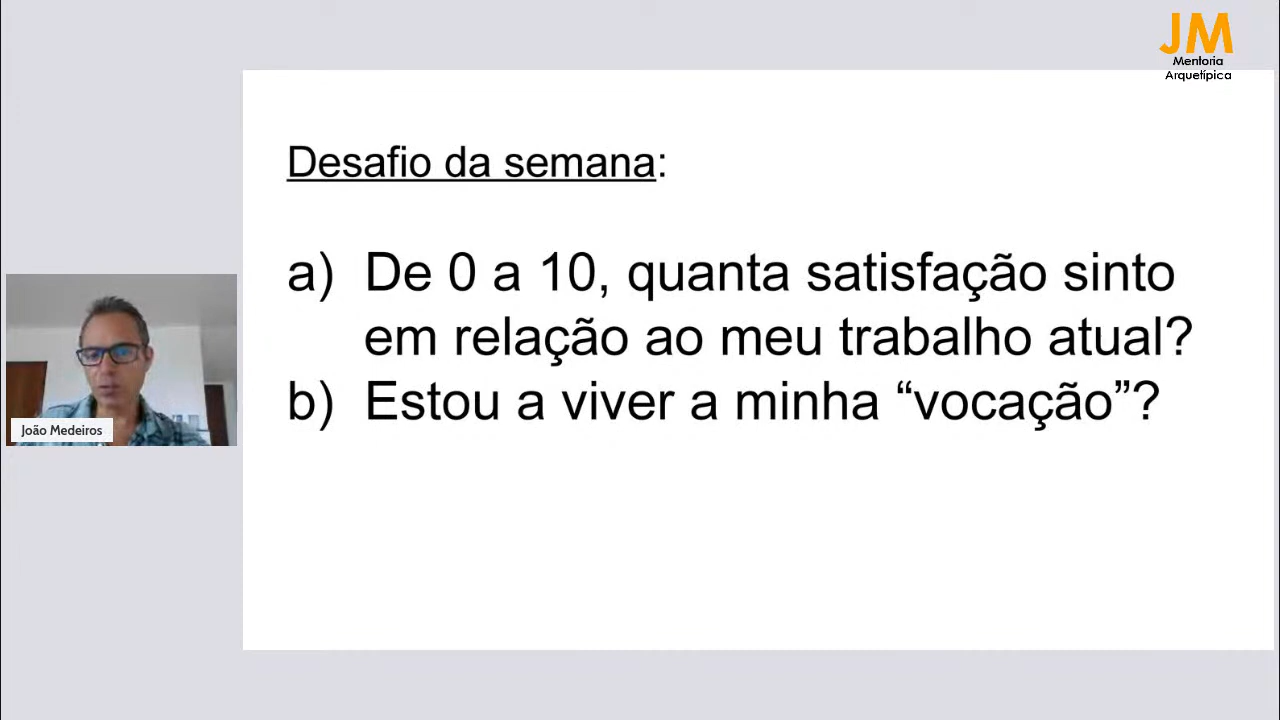 JM
Mentoria
Arquetípica
Desafio da semana:
a) De 0 a 10, quanta satisfação sinto
em relação ao meu trabalho atual?
b) Estou a viver a minha “vocação”?
João Medeiros